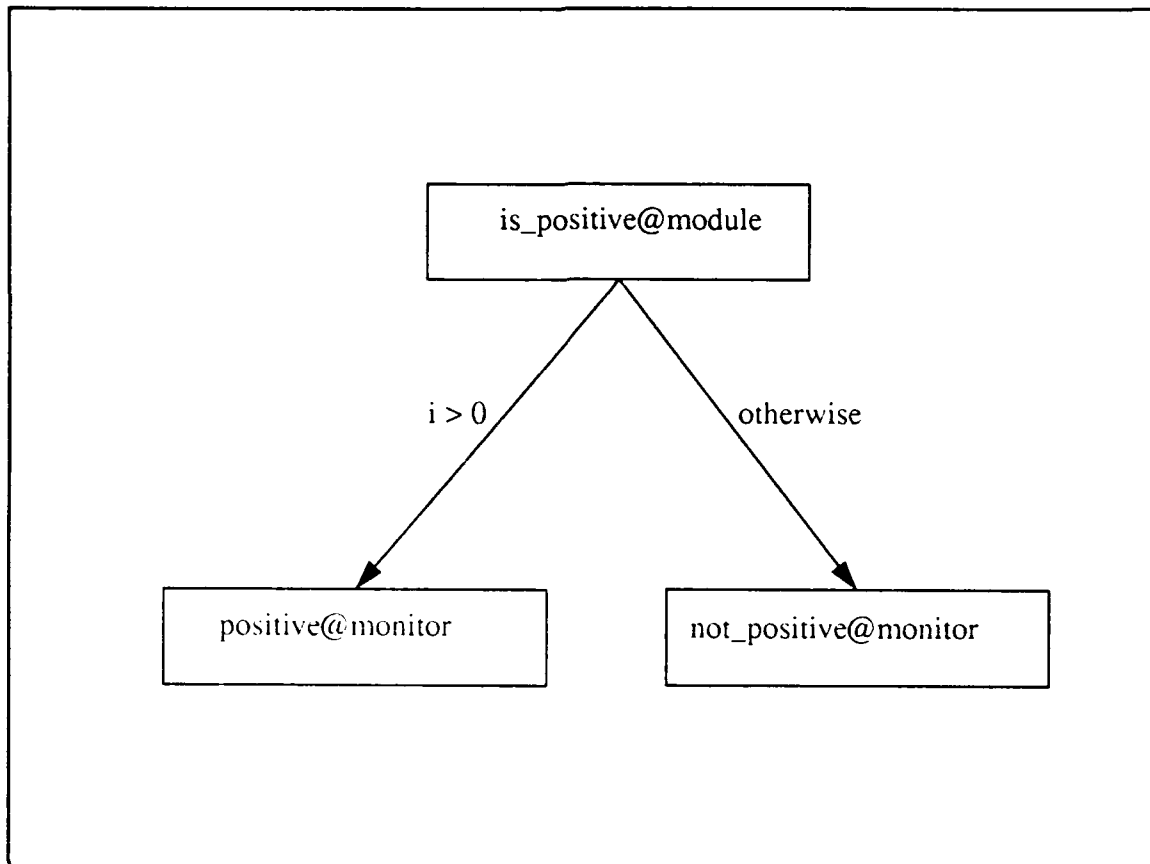 is_positive@module
i > 0
otherwise
positive@monitor
not_positive@monitor